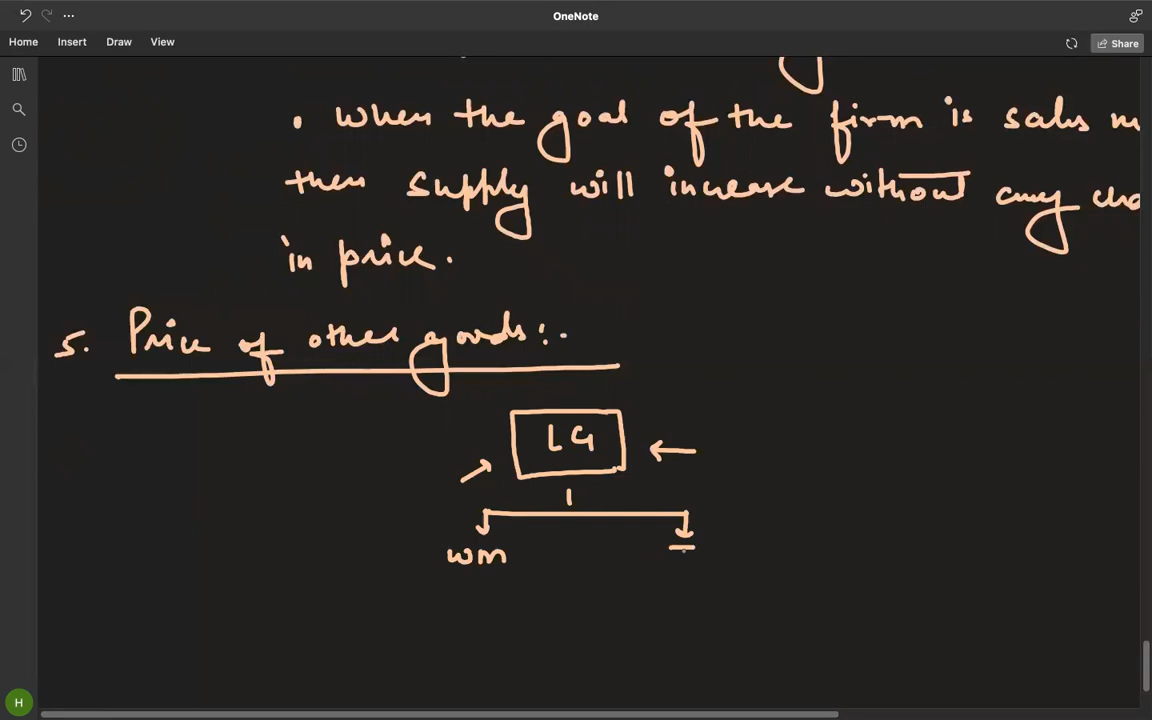 OneNote
Home Insert Draw View
Share
. when the goal of the firm is sales
then supply will increase without any
in price.
5. Price of other goods:-
LG
wm
H